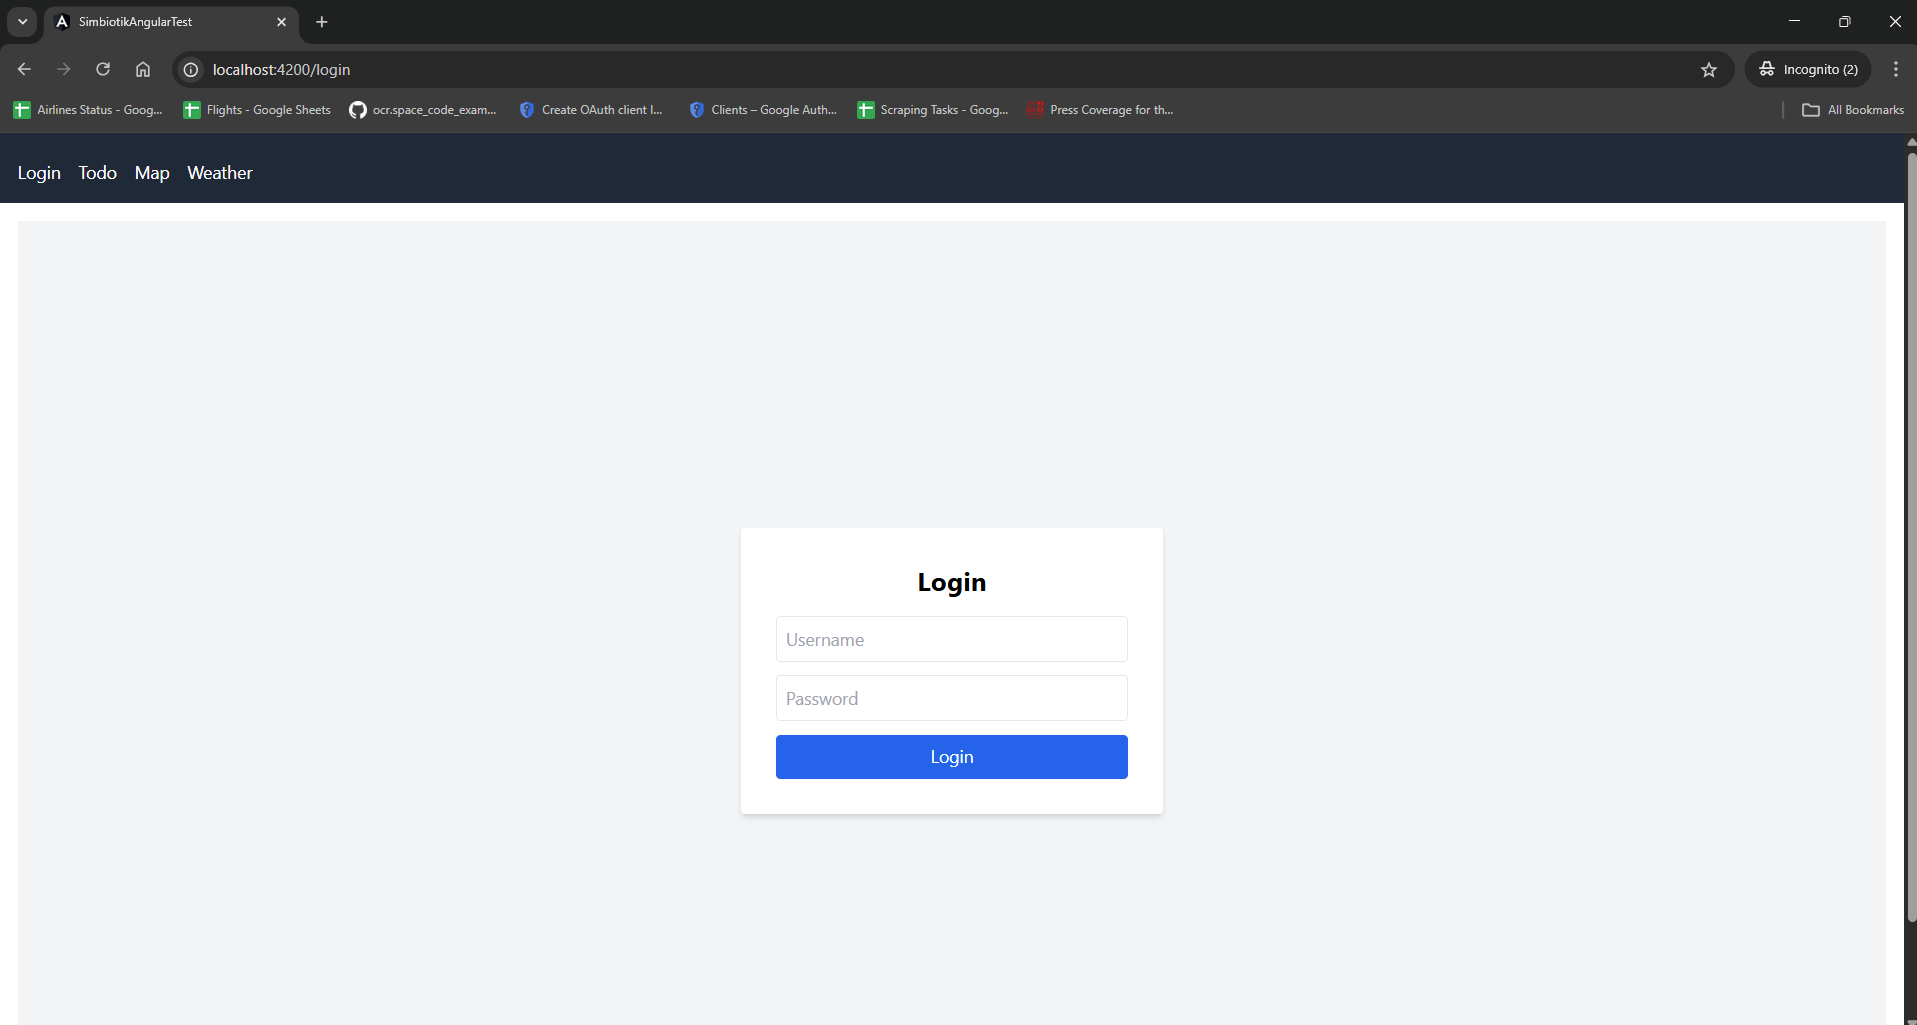 SimbiotikAngularTest
localhost:4200/login
Incognito (2)
Airlines Status - Goog... Flights - Google Sheets ocr.space_code_exam... Create OAuth client I... Clients – Google Auth... Scraping Tasks - Goog... Press Coverage for th... All Bookmarks
Login Todo Map Weather
Login
Username
Password
Login